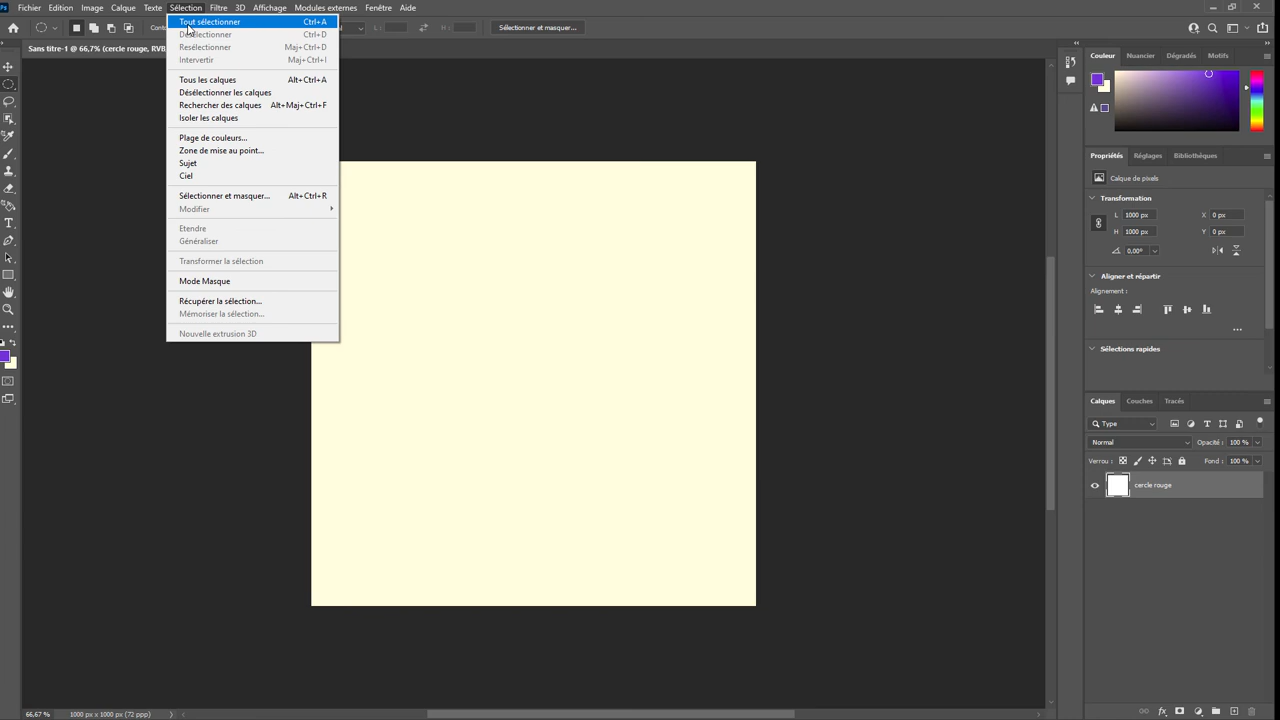 Fichier Edition Image Calque Texte Sélection Filtre 3D Affichage Modules externes Fenêtre Aide
Sélectionner et masquer...
Sans titre-1 @ 66,7% (cercle rouge, RVB
Tout sélectionner Ctrl+A
Désélectionner Ctrl+D
Resélectionner Maj+Ctrl+D
Intervertir Maj+Ctrl+I
Tous les calques Alt+Ctrl+A
Désélectionner les calques
Rechercher des calques Alt+Maj+Ctrl+F
Isoler les calques
Plage de couleurs...
Zone de mise au point...
Sujet
Ciel
Sélectionner et masquer... Alt+Ctrl+R
Modifier
Etendre
Généraliser
Transformer la sélection
Mode Masque
Récupérer la sélection...
Mémoriser la sélection...
Nouvelle extrusion 3D
Couleur Nuancier Dégradés Motifs
Propriétés Réglages Bibliothèques
Calque de pixels
Transformation
L 1000 px X 0 px
H 1000 px Y 0 px
0,00°
Aligner et répartir
Alignement :
Sélections rapides
Calques Couches Tracés
Type
Normal Opacité : 100 %
Verrou : Fond : 100 %
cercle rouge
66,67 % 1000 px x 1000 px (72 ppp)